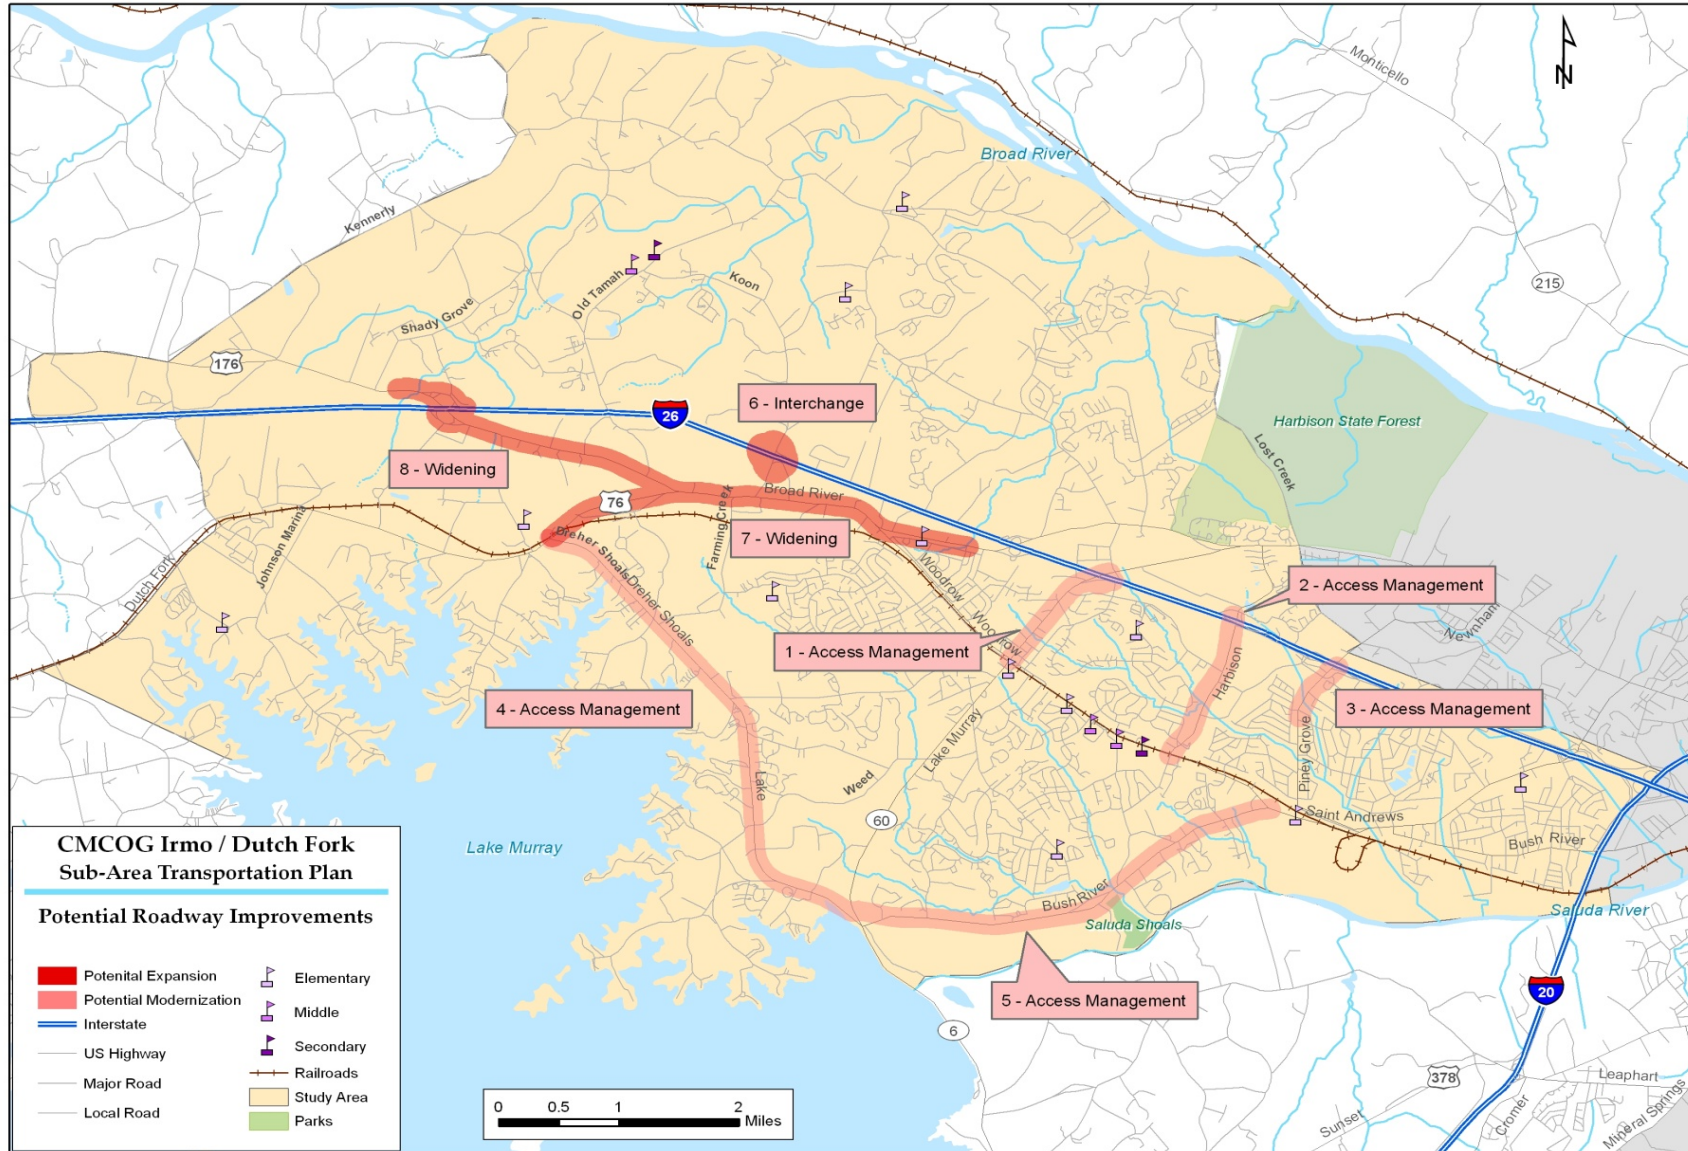 N
Monticello
Broad River
Kennerly
215
Koon
Old Tamah
Shady Grove
176
6 - Interchange
26
Harbison State Forest
Lost Creek
8 - Widening
76
Broad River
Farming Creek
7 - Widening
Johnson Marina
Dreher Shoals
Dreher Shoals
Dutch Fork
Woodrow
Woodrow
2 - Access Management
Newnham
1 - Access Management
Harbison
4 - Access Management
3 - Access Management
Lake Murray
Piney Grove
Lake
Weed
60
Saint Andrews
Bush River
Lake Murray
Bush River
Saluda Shoals
Saluda River
5 - Access Management
20
6
378
Leaphart
Cromer
Sunset
Mineral Springs
CMCOG Irmo / Dutch Fork
Sub-Area Transportation Plan
Potential Roadway Improvements
Potenital Expansion
Potential Modernization
Interstate
US Highway
Major Road
Local Road
Elementary
Middle
Secondary
Railroads
Study Area
Parks
0 0.5 1 2
Miles